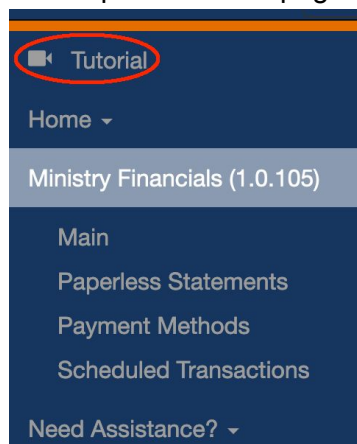 Tutorial
Home
Ministry Financials (1.0.105)
Main
Paperless Statements
Payment Methods
Scheduled Transactions
Need Assistance?